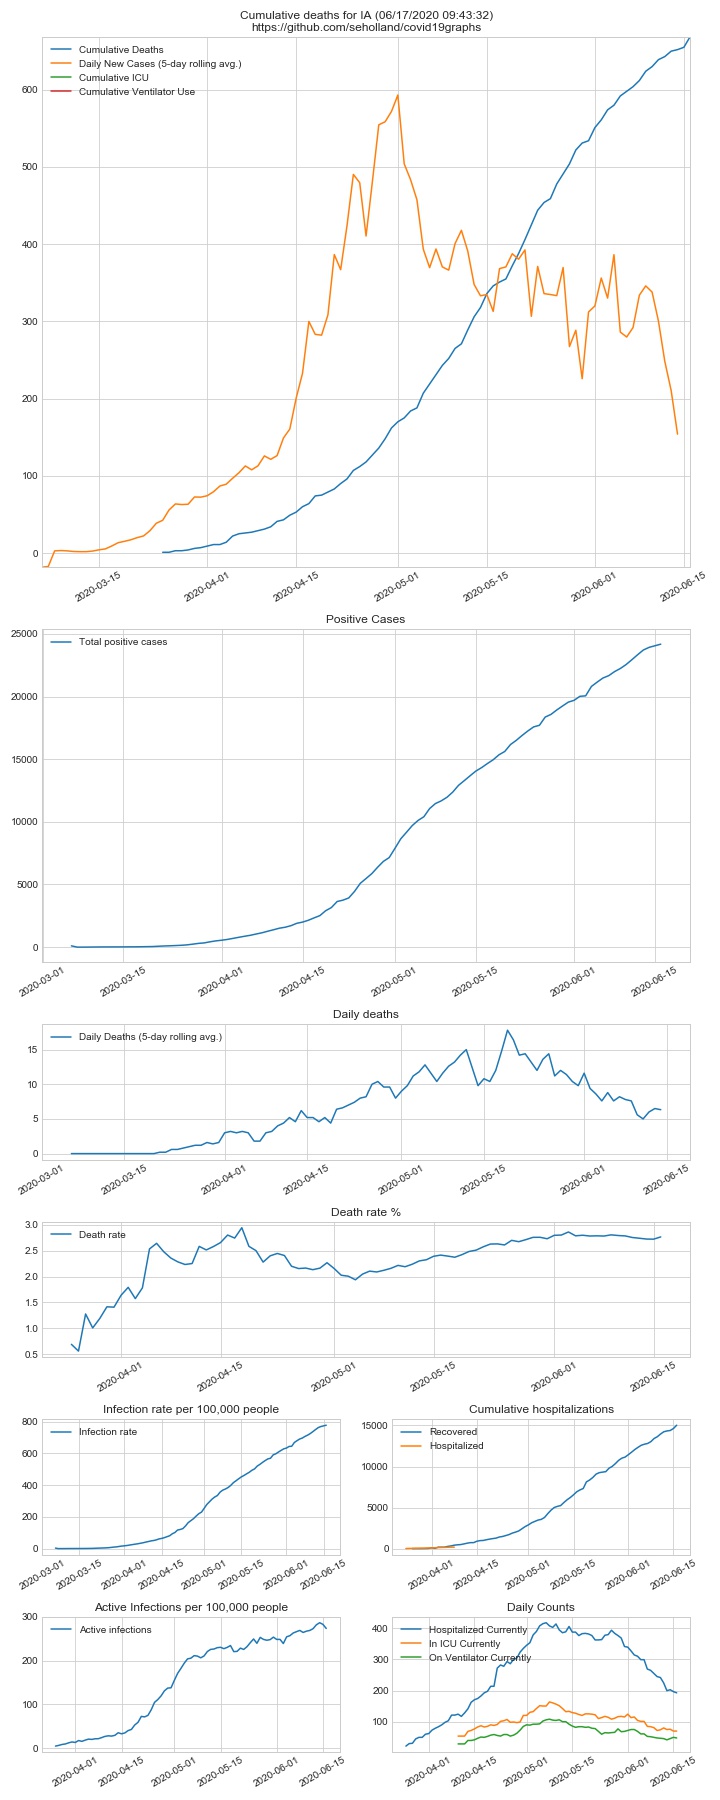 Cumulative deaths for IA (06/17/2020 09:43:32)
https://github.com/seholland/covid19graphs
Cumulative Deaths
Daily New Cases (5-day rolling avg.)
Cumulative ICU
Cumulative Ventilator Use
600
500
400
300
200
100
0
2020-03-15 2020-04-01 2020-04-15 2020-05-01 2020-05-15 2020-06-01 2020-06-15
Positive Cases
Total positive cases
25000
20000
15000
10000
5000
0
2020-03-01 2020-03-15 2020-04-01 2020-04-15 2020-05-01 2020-05-15 2020-06-01 2020-06-15
Daily deaths
Daily Deaths (5-day rolling avg.)
15
10
5
0
2020-03-01 2020-03-15 2020-04-01 2020-04-15 2020-05-01 2020-05-15 2020-06-01 2020-06-15
Death rate %
Death rate
3.0
2.5
2.0
1.5
1.0
0.5
2020-04-01 2020-04-15 2020-05-01 2020-05-15 2020-06-01 2020-06-15
Infection rate per 100,000 people
Infection rate
800
600
400
200
0
2020-03-01 2020-03-15 2020-04-01 2020-04-15 2020-05-01 2020-05-15 2020-06-01 2020-06-15
Cumulative hospitalizations
Recovered
Hospitalized
15000
10000
5000
0
2020-04-01 2020-04-15 2020-05-01 2020-05-15 2020-06-01 2020-06-15
Active Infections per 100,000 people
Active infections
300
200
100
0
2020-04-01 2020-04-15 2020-05-01 2020-05-15 2020-06-01 2020-06-15
Daily Counts
Hospitalized Currently
In ICU Currently
On Ventilator Currently
400
300
200
100
2020-04-01 2020-04-15 2020-05-01 2020-05-15 2020-06-01 2020-06-15